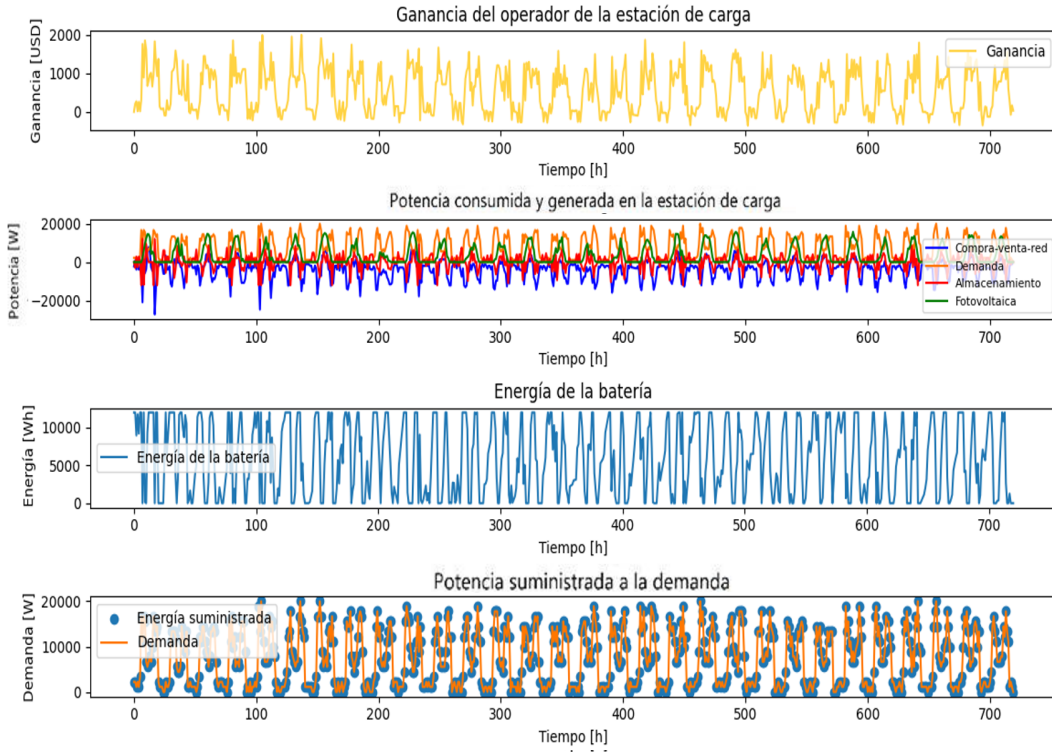 Ganancia del operador de la estación de carga
2000
1000
0
Ganancia [USD]
Ganancia
0 100 200 300 400 500 600 700
Tiempo [h]
Potencia consumida y generada en la estación de carga
20000
0
−20000
Potencia [W]
Compra-venta-red
Demanda
Almacenamiento
Fotovoltaica
0 100 200 300 400 500 600 700
Tiempo [h]
Energía de la batería
10000
5000
0
Energía [Wh]
Energía de la batería
0 100 200 300 400 500 600 700
Tiempo [h]
Potencia suministrada a la demanda
20000
10000
0
Demanda [W]
Energía suministrada
Demanda
0 100 200 300 400 500 600 700
Tiempo [h]